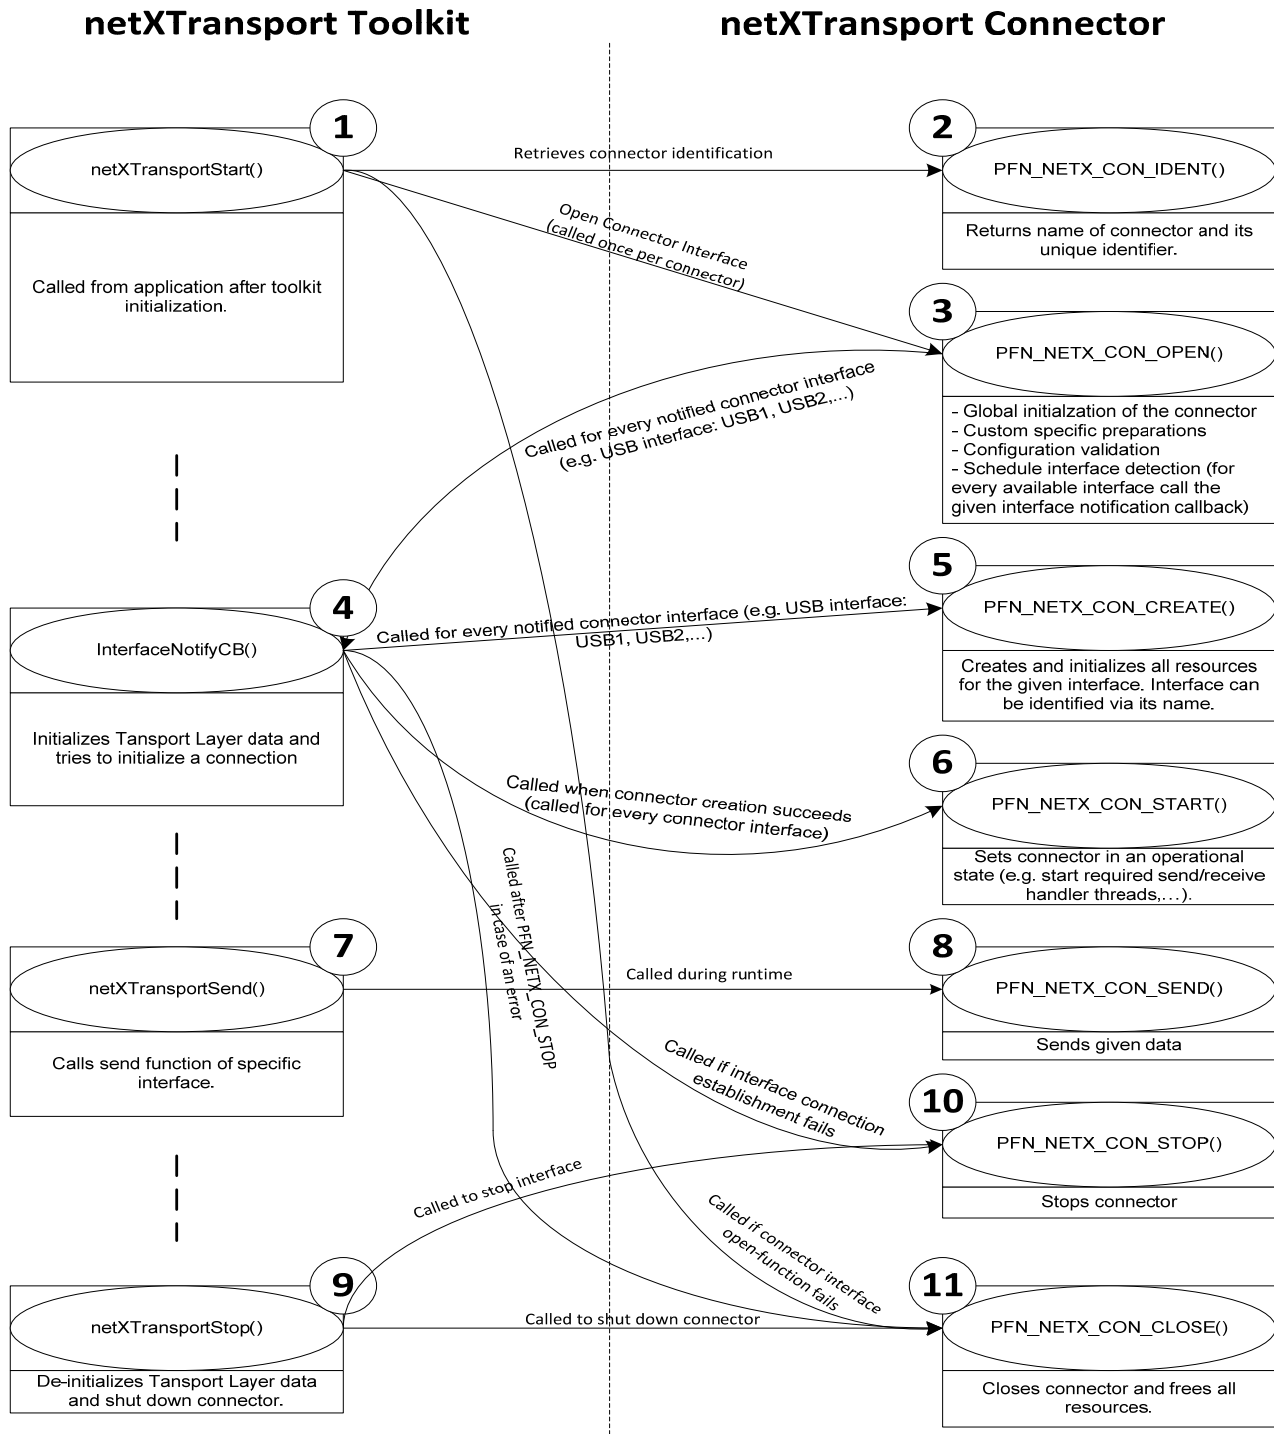 netXTransport Toolkit
netXTransport Connector
1
netXTransportStart()
Called from application after toolkit
initialization.
Retrieves connector identification
Open Connector Interface
(called once per connector)
2
PFN_NETX_CON_IDENT()
Returns name of connector and its
unique identifier.
3
PFN_NETX_CON_OPEN()
- Global initialzation of the connector
- Custom specific preparations
- Configuration validation
- Schedule interface detection (for
every available interface call the
given interface notification callback)
Called for every notified connector interface
(e.g. USB interface: USB1, USB2,...)
4
InterfaceNotifyCB()
Initializes Tansport Layer data and
tries to initialize a connection
Called for every notified connector interface (e.g. USB interface:
USB1, USB2,...)
5
PFN_NETX_CON_CREATE()
Creates and initializes all resources
for the given interface. Interface can
be identified via its name.
Called when connector creation succeeds
(called for every connector interface)
6
PFN_NETX_CON_START()
Sets connector in an operational
state (e.g. start required send/receive
handler threads,...).
Called after PFN_NETX_CON_STOP
in case of an error
7
netXTransportSend()
Calls send function of specific
interface.
Called during runtime
8
PFN_NETX_CON_SEND()
Sends given data
Called if interface connection
establishment fails
10
PFN_NETX_CON_STOP()
Stops connector
Called to stop interface
Called if connector interface
open-function fails
9
netXTransportStop()
De-initializes Tansport Layer data
and shut down connector.
Called to shut down connector
11
PFN_NETX_CON_CLOSE()
Closes connector and frees all
resources.